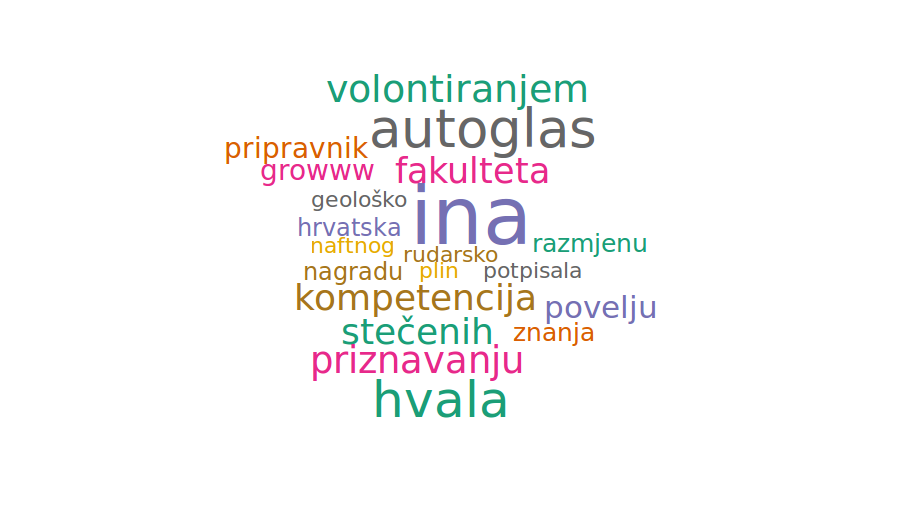 volontiranjem
autoglas
pripravnik
growww fakulteta
geološko
ina
hrvatska
razmjenu
naftnog
rudarsko
nagradu plin potpisala
kompetencija
povelju
stečenih znanja
priznavanju
hvala